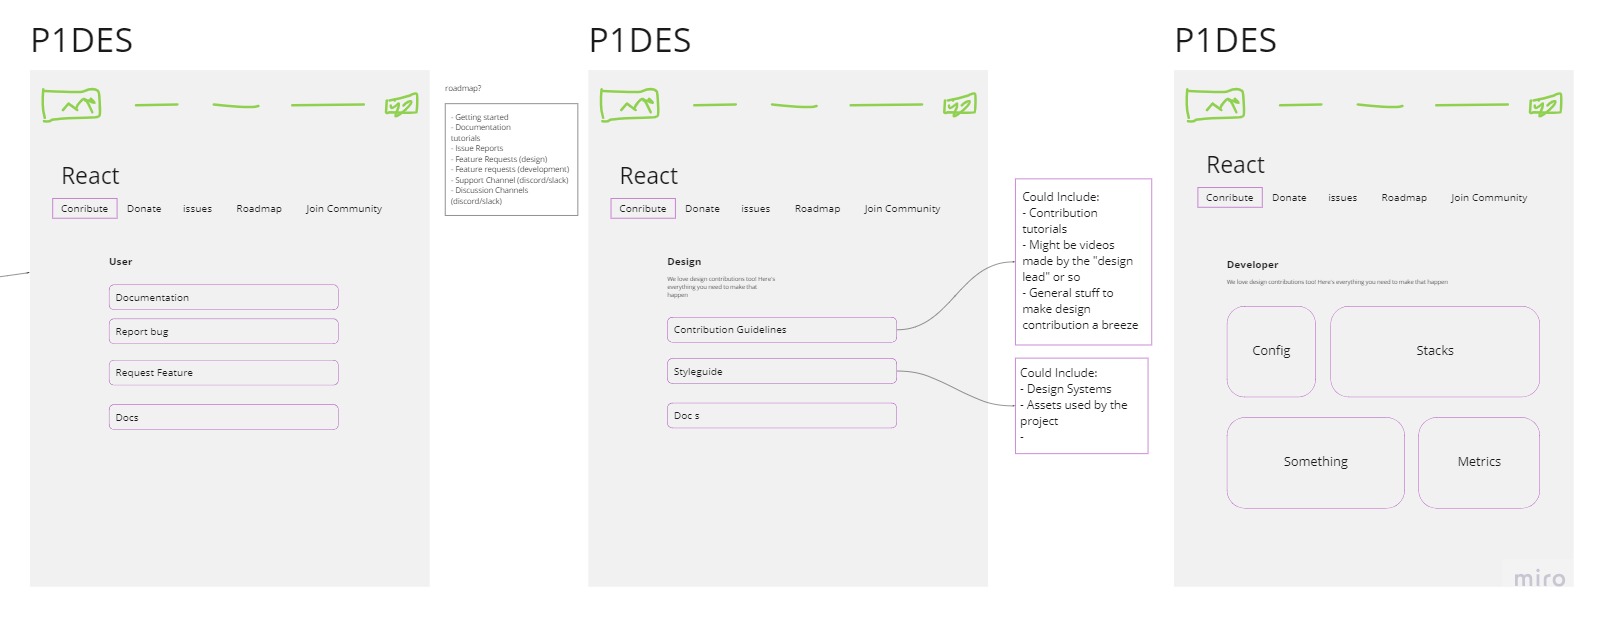 P1DES
React
Conribute Donate issues Roadmap Join Community
User
Documentation
Report bug
Request Feature
Docs
roadmap?
- Getting started
- Documentation
tutorials
- Issue Reports
- Feature Requests (design)
- Feature requests (development)
- Support Channel (discord/slack)
- Discussion Channels
(discord/slack)
P1DES
React
Conribute Donate issues Roadmap Join Community
Design
We love design contributions too! Here's
everything you need to make that
happen
Contribution Guidelines
Styleguide
Doc s
Could Include:
- Contribution
tutorials
- Might be videos
made by the "design
lead" or so
- General stuff to
make design
contribution a breeze
Could Include:
- Design Systems
- Assets used by the
project
-
P1DES
React
Conribute Donate issues Roadmap Join Community
Developer
We love design contributions too! Here's everything you need to make that happen
Config
Stacks
Something
Metrics
miro